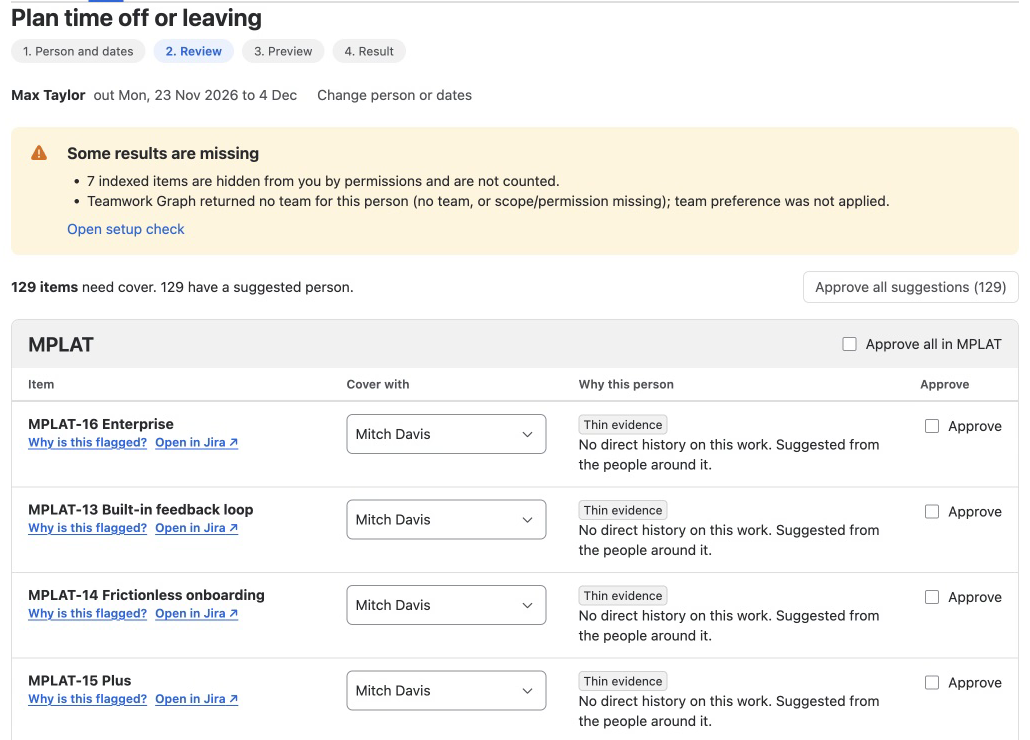 Plan time off or leaving
1. Person and dates
2. Review
3. Preview
4. Result
Max Taylor out Mon, 23 Nov 2026 to 4 Dec Change person or dates
Some results are missing
• 7 indexed items are hidden from you by permissions and are not counted.
• Teamwork Graph returned no team for this person (no team, or scope/permission missing); team preference was not applied.
Open setup check
129 items need cover. 129 have a suggested person.
Approve all suggestions (129)
MPLAT
Approve all in MPLAT
Item Cover with Why this person Approve
MPLAT-16 Enterprise
Why is this flagged? Open in Jira ↗
Mitch Davis
Thin evidence
No direct history on this work. Suggested from
the people around it.
Approve
MPLAT-13 Built-in feedback loop
Why is this flagged? Open in Jira ↗
Mitch Davis
Thin evidence
No direct history on this work. Suggested from
the people around it.
Approve
MPLAT-14 Frictionless onboarding
Why is this flagged? Open in Jira ↗
Mitch Davis
Thin evidence
No direct history on this work. Suggested from
the people around it.
Approve
MPLAT-15 Plus
Why is this flagged? Open in Jira ↗
Mitch Davis
Thin evidence
No direct history on this work. Suggested from
the people around it.
Approve